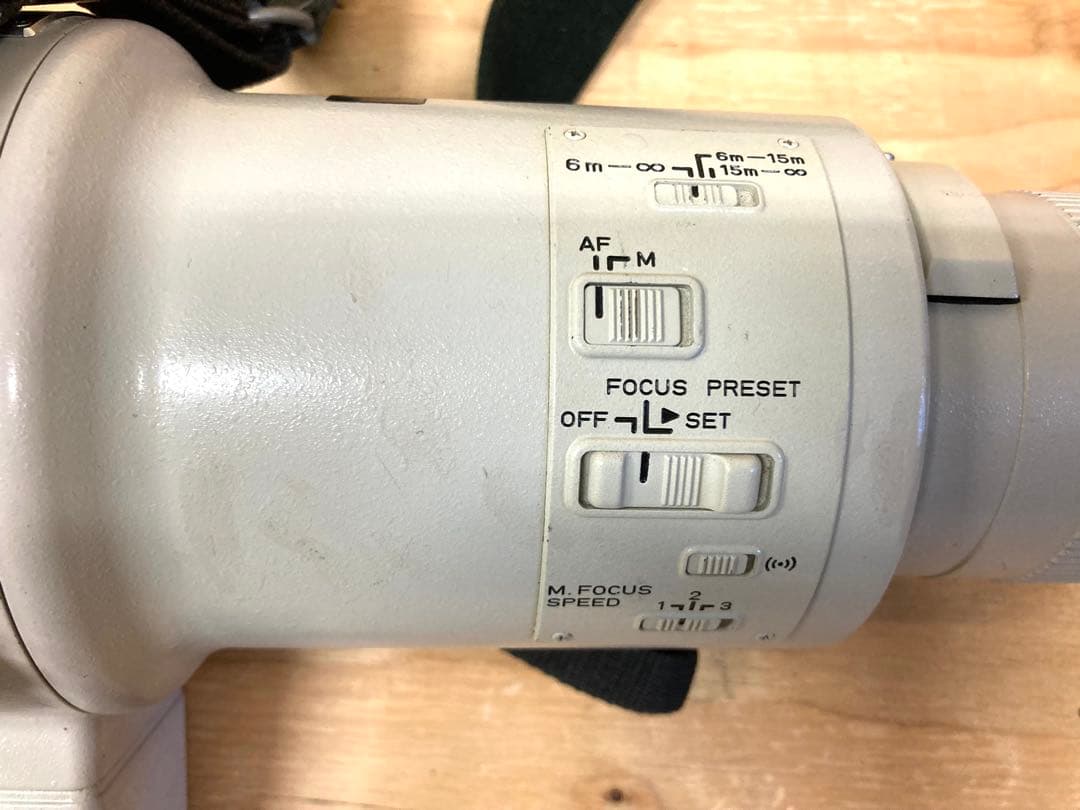 6m—∞
6m—15m
15m—∞
AF
M
FOCUS PRESET
OFF
SET
((•))
M. FOCUS
SPEED
1
2
3